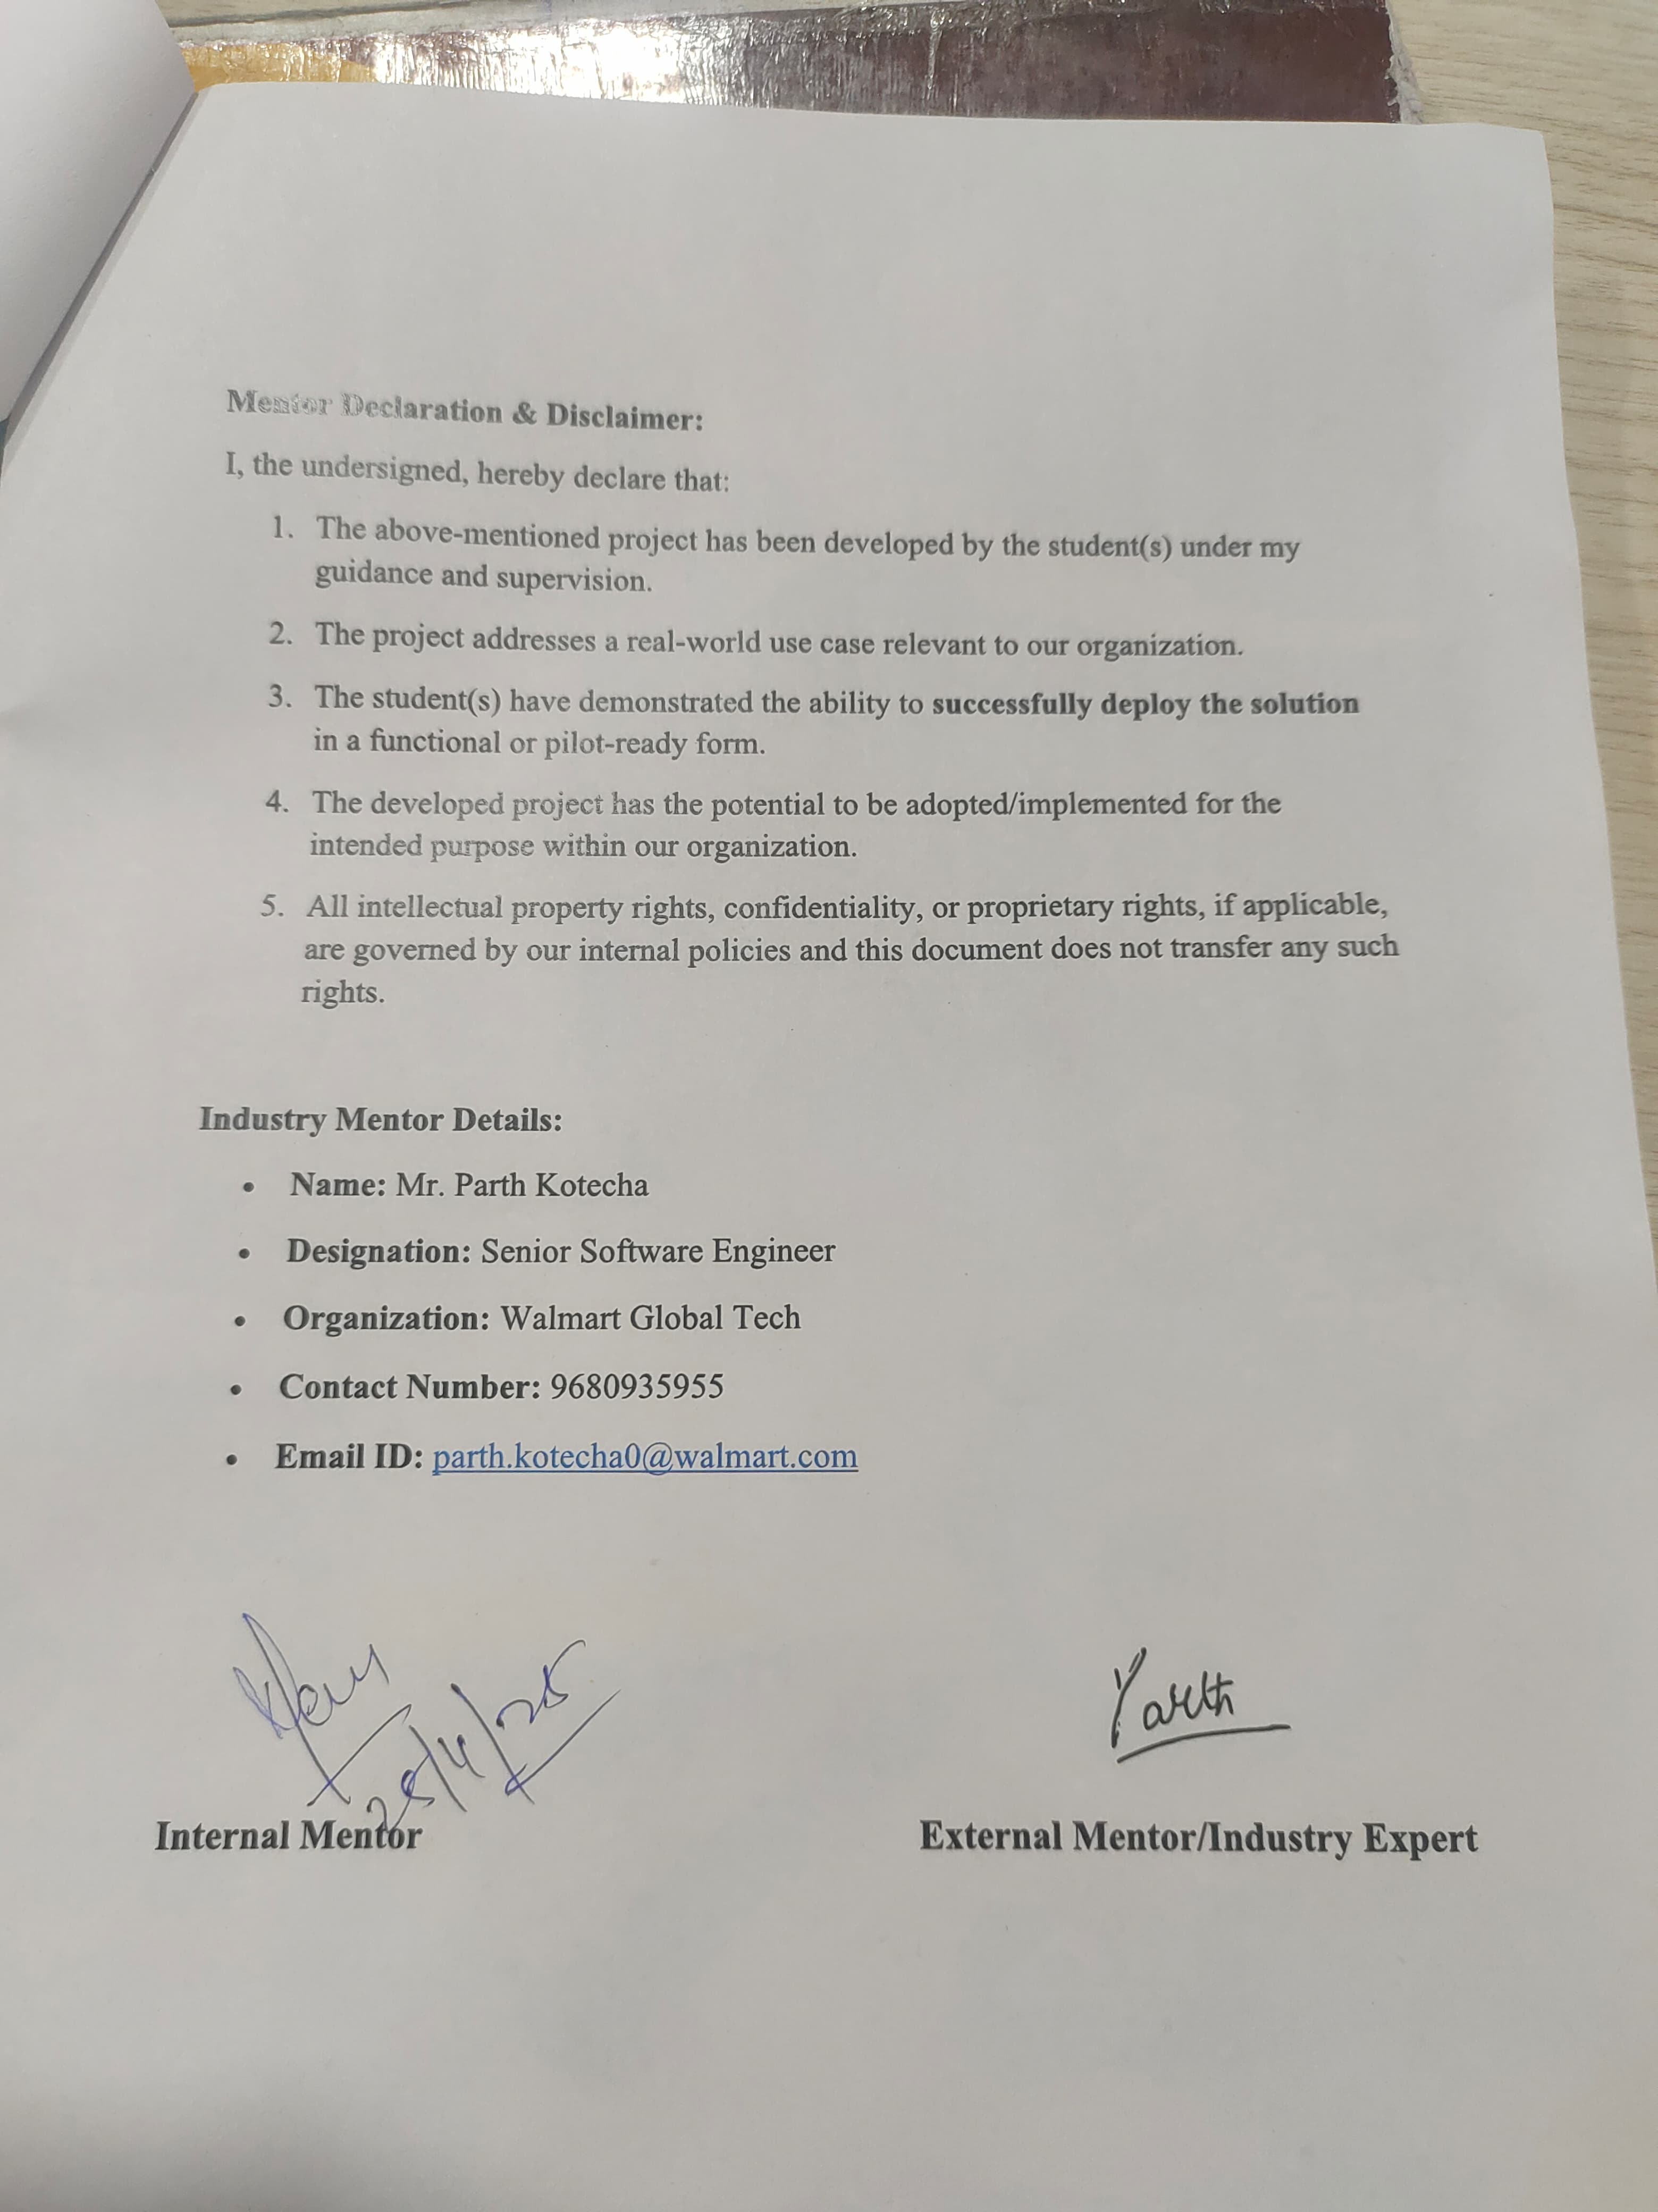 Mentor Declaration & Disclaimer:
I, the undersigned, hereby declare that:
1. The above-mentioned project has been developed by the student(s) under my
guidance and supervision.
2. The project addresses a real-world use case relevant to our organization.
3. The student(s) have demonstrated the ability to successfully deploy the solution
in a functional or pilot-ready form.
4. The developed project has the potential to be adopted/implemented for the
intended purpose within our organization.
5. All intellectual property rights, confidentiality, or proprietary rights, if applicable,
are governed by our internal policies and this document does not transfer any such
rights.
Industry Mentor Details:
• Name: Mr. Parth Kotecha
• Designation: Senior Software Engineer
• Organization: Walmart Global Tech
• Contact Number: 9680935955
• Email ID: parth.kotecha0@walmart.com
Parth
Internal Mentor
External Mentor/Industry Expert